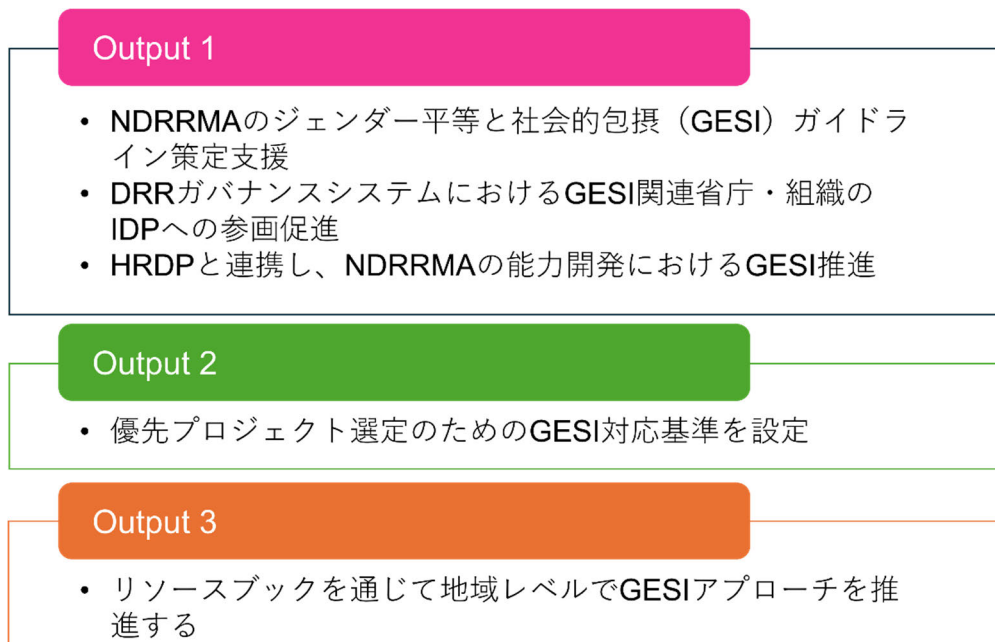 Output 1
• NDRRMAのジェンダー平等と社会的包摂（GESI）ガイドラ
イン策定支援
• DRRガバナンスシステムにおけるGESI関連省庁・組織の
IDPへの参画促進
• HRDPと連携し、NDRRMAの能力開発におけるGESI推進
Output 2
• 優先プロジェクト選定のためのGESI対応基準を設定
Output 3
• リソースブックを通じて地域レベルでGESIアプローチを推
進する